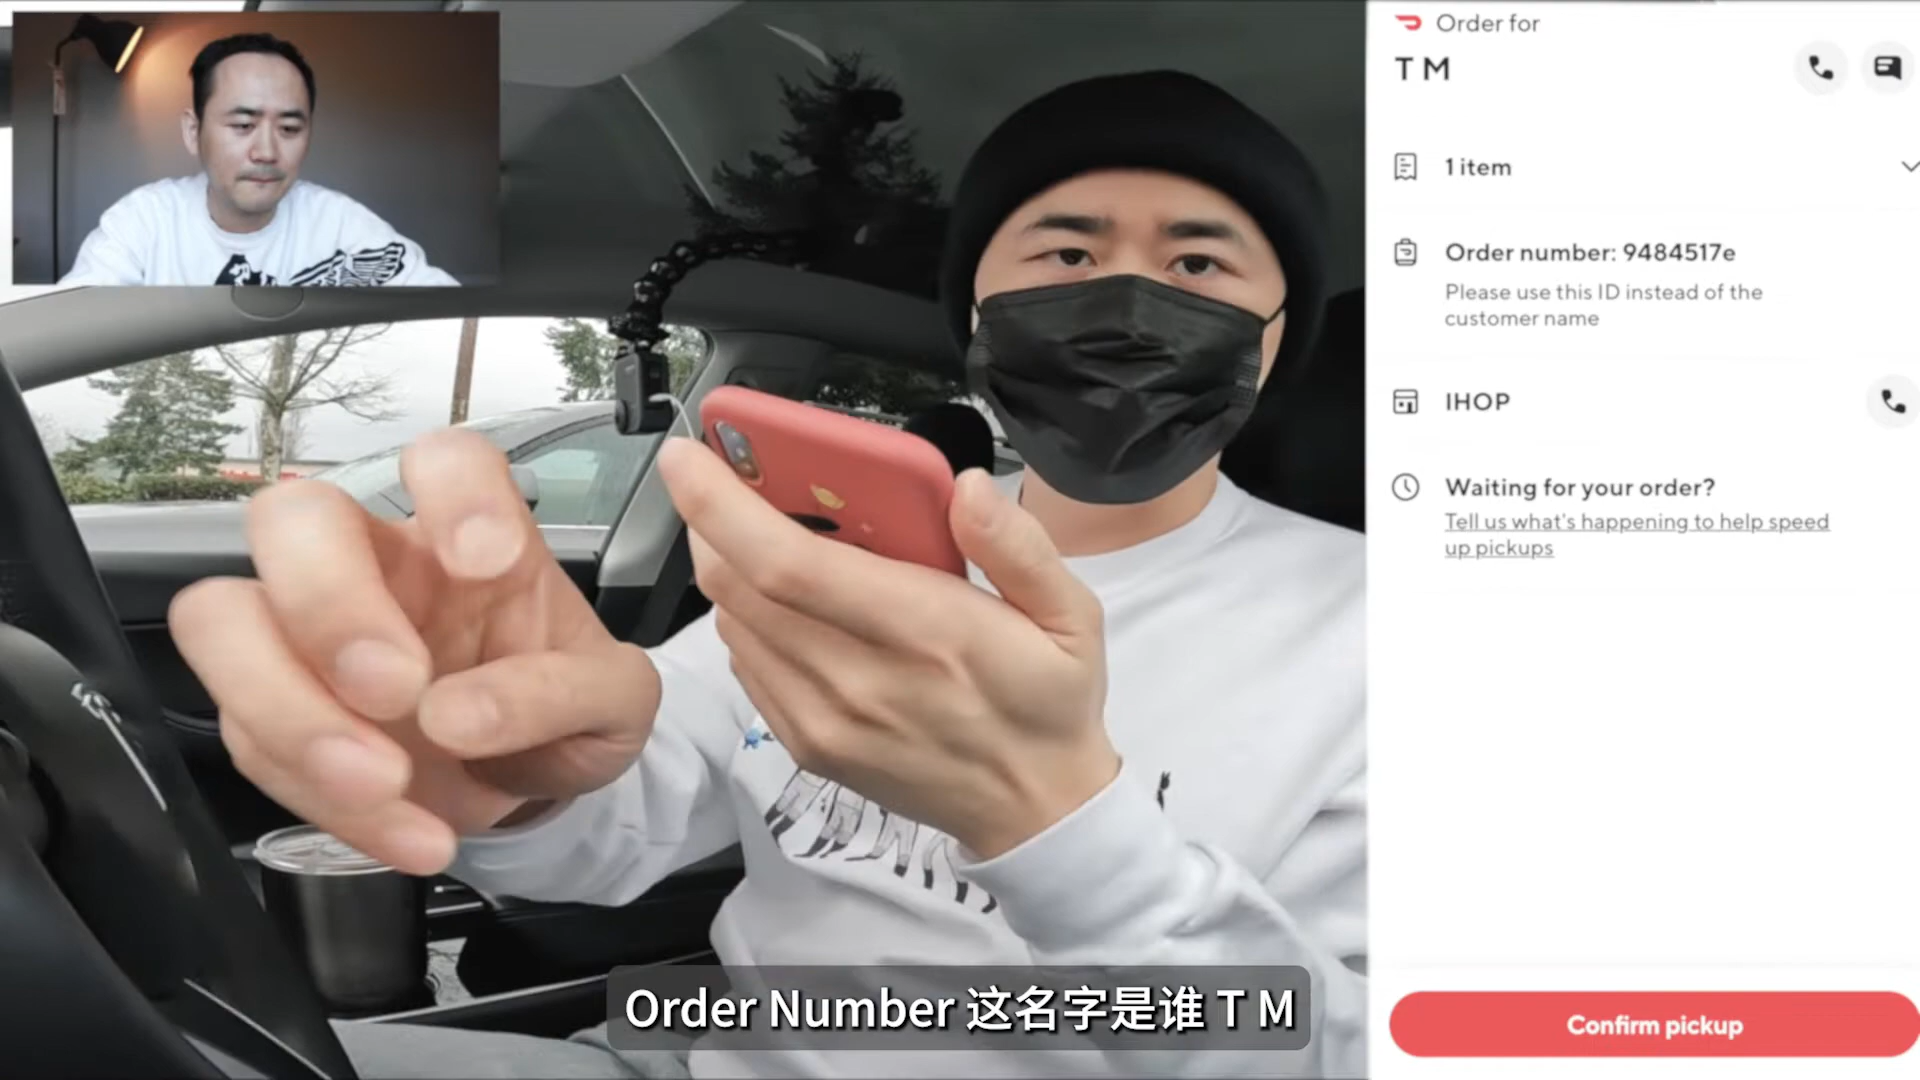 Order for
T M
1 item
Order number: 9484517e
Please use this ID instead of the
customer name
IHOP
Waiting for your order?
Tell us what's happening to help speed
up pickups
Confirm pickup
Order Number 这名字是谁 T M